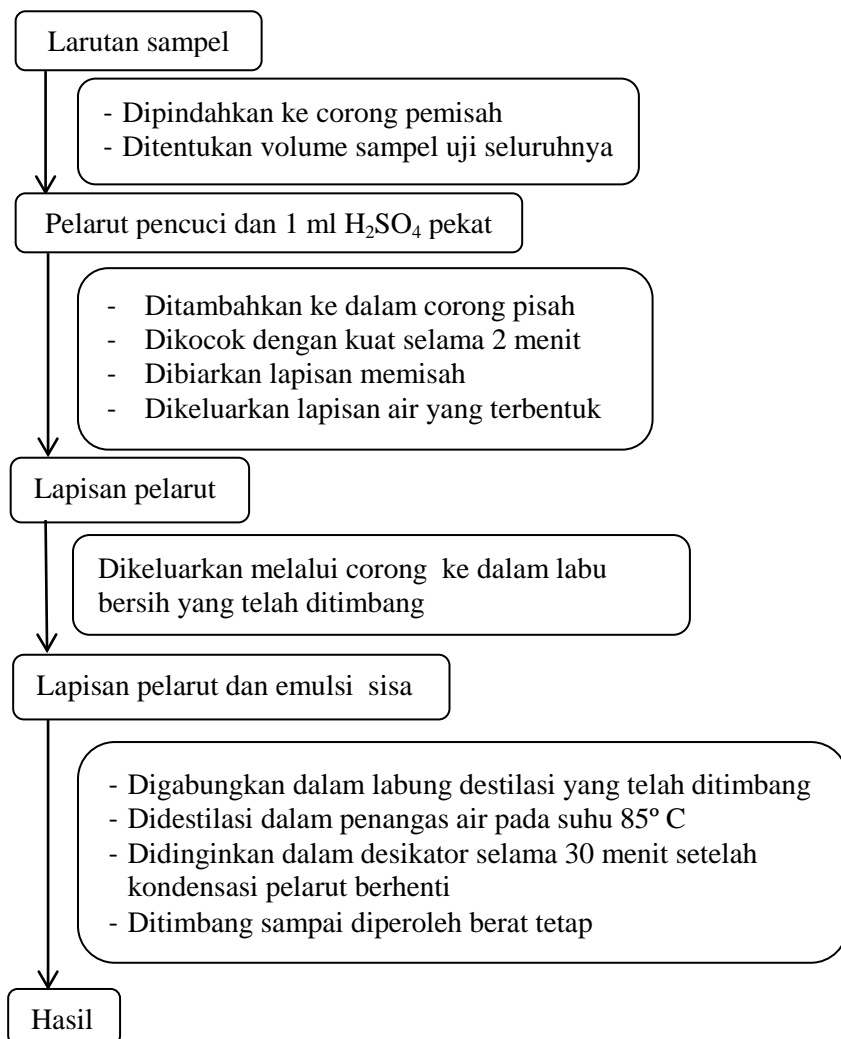 Larutan sampel
- Dipindahkan ke corong pemisah
- Ditentukan volume sampel uji seluruhnya
Pelarut pencuci dan 1 ml H₂SO₄ pekat
- Ditambahkan ke dalam corong pisah
- Dikocok dengan kuat selama 2 menit
- Dibiarkan lapisan memisah
- Dikeluarkan lapisan air yang terbentuk
Lapisan pelarut
Dikeluarkan melalui corong ke dalam labu
bersih yang telah ditimbang
Lapisan pelarut dan emulsi sisa
- Digabungkan dalam labung destilasi yang telah ditimbang
- Didestilasi dalam penangas air pada suhu 85º C
- Didinginkan dalam desikator selama 30 menit setelah
kondensasi pelarut berhenti
- Ditimbang sampai diperoleh berat tetap
Hasil